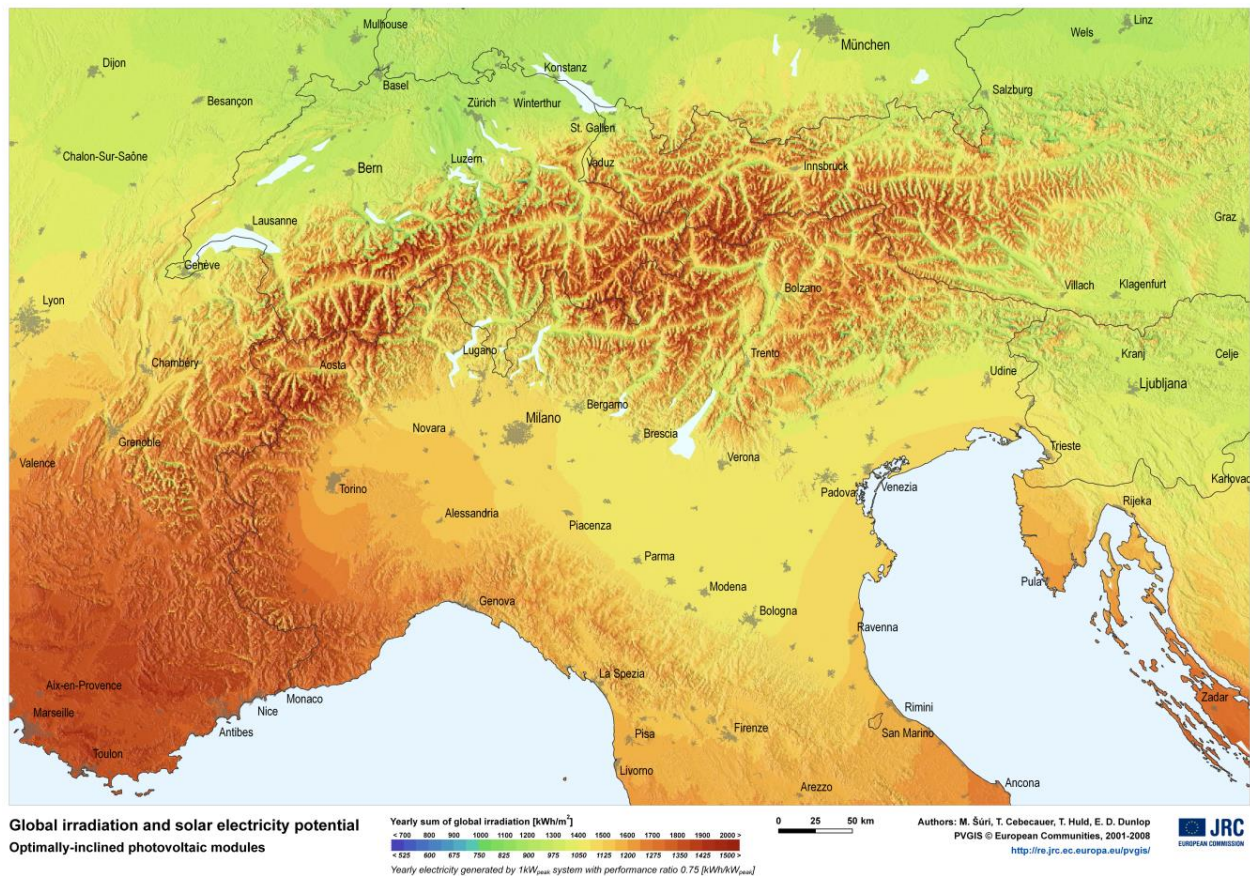 Mulhouse
München
Linz
Wels
Dijon
Konstanz
Basel
Salzburg
Besançon
Zürich
Winterthur
St. Gallen
Chalon-Sur-Saône
Bern
Luzern
Vaduz
Innsbruck
Graz
Lausanne
Genève
Villach
Klagenfurt
Bolzano
Lyon
Lugano
Trento
Kranj
Celje
Chambéry
Aosta
Udine
Ljubljana
Bergamo
Milano
Novara
Brescia
Grenoble
Trieste
Valence
Verona
Karlovac
Torino
Padova
Venezia
Rijeka
Alessandria
Piacenza
Parma
Pula
Modena
Genova
Bologna
Ravenna
La Spezia
Aix-en-Provence
Monaco
Zadar
Marseille
Nice
Rimini
Antibes
Firenze
Pisa
San Marino
Toulon
Livorno
Ancona
Arezzo
Global irradiation and solar electricity potential
Optimally-inclined photovoltaic modules
Yearly sum of global irradiation [kWh/m²]
< 700 800 900 1000 1100 1200 1300 1400 1500 1600 1700 1800 1900 2000 >
< 525 600 675 750 825 900 975 1050 1125 1200 1275 1350 1425 1500 >
Yearly electricity generated by 1kWpeak system with performance ratio 0.75 [kWh/kWpeak]
0 25 50 km
Authors: M. Šúri, T. Cebecauer, T. Huld, E. D. Dunlop
PVGIS © European Communities, 2001-2008
http://re.jrc.ec.europa.eu/pvgis/
JRC
EUROPEAN COMMISSION